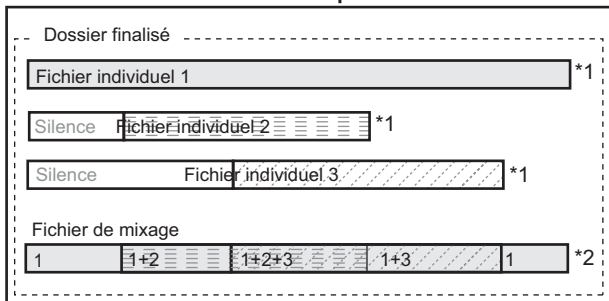 Dossier finalisé
Fichier individuel 1 *1
Silence Fichier individuel 2 *1
Silence Fichier individuel 3 *1
Fichier de mixage
1 1+2 1+2+3 1+3 1 *2